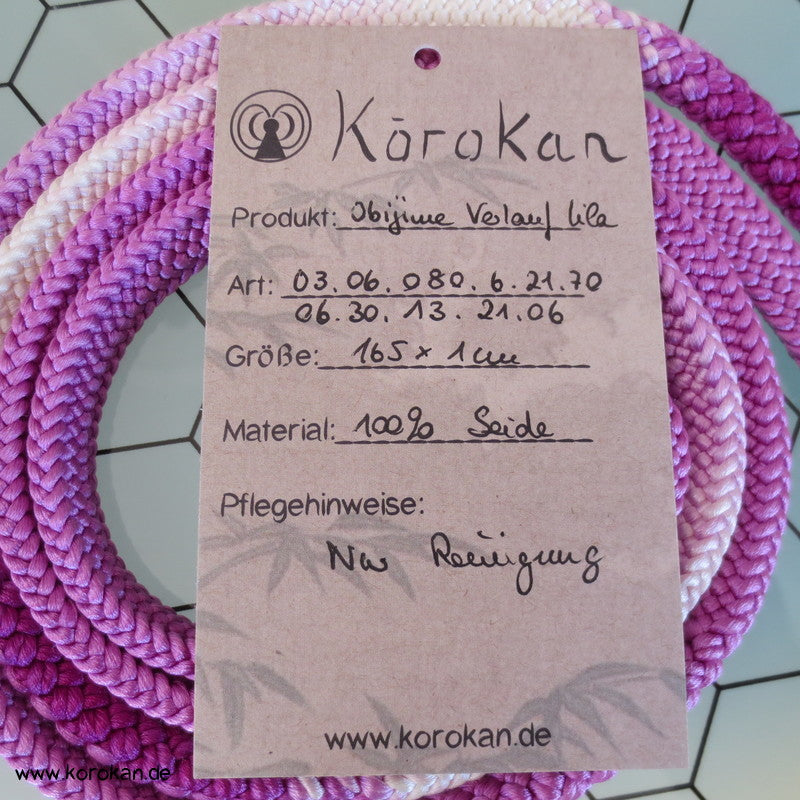 Kōrokan
Produkt: Obijime Verlauf lila
Art: 03.06.080.6.21.70
06.30.13.21.06
Größe: 165 x 1cm
Material: 100% Seide
Pflegehinweise:
Nur Reinigung
www.korokan.de
www.korokan.de